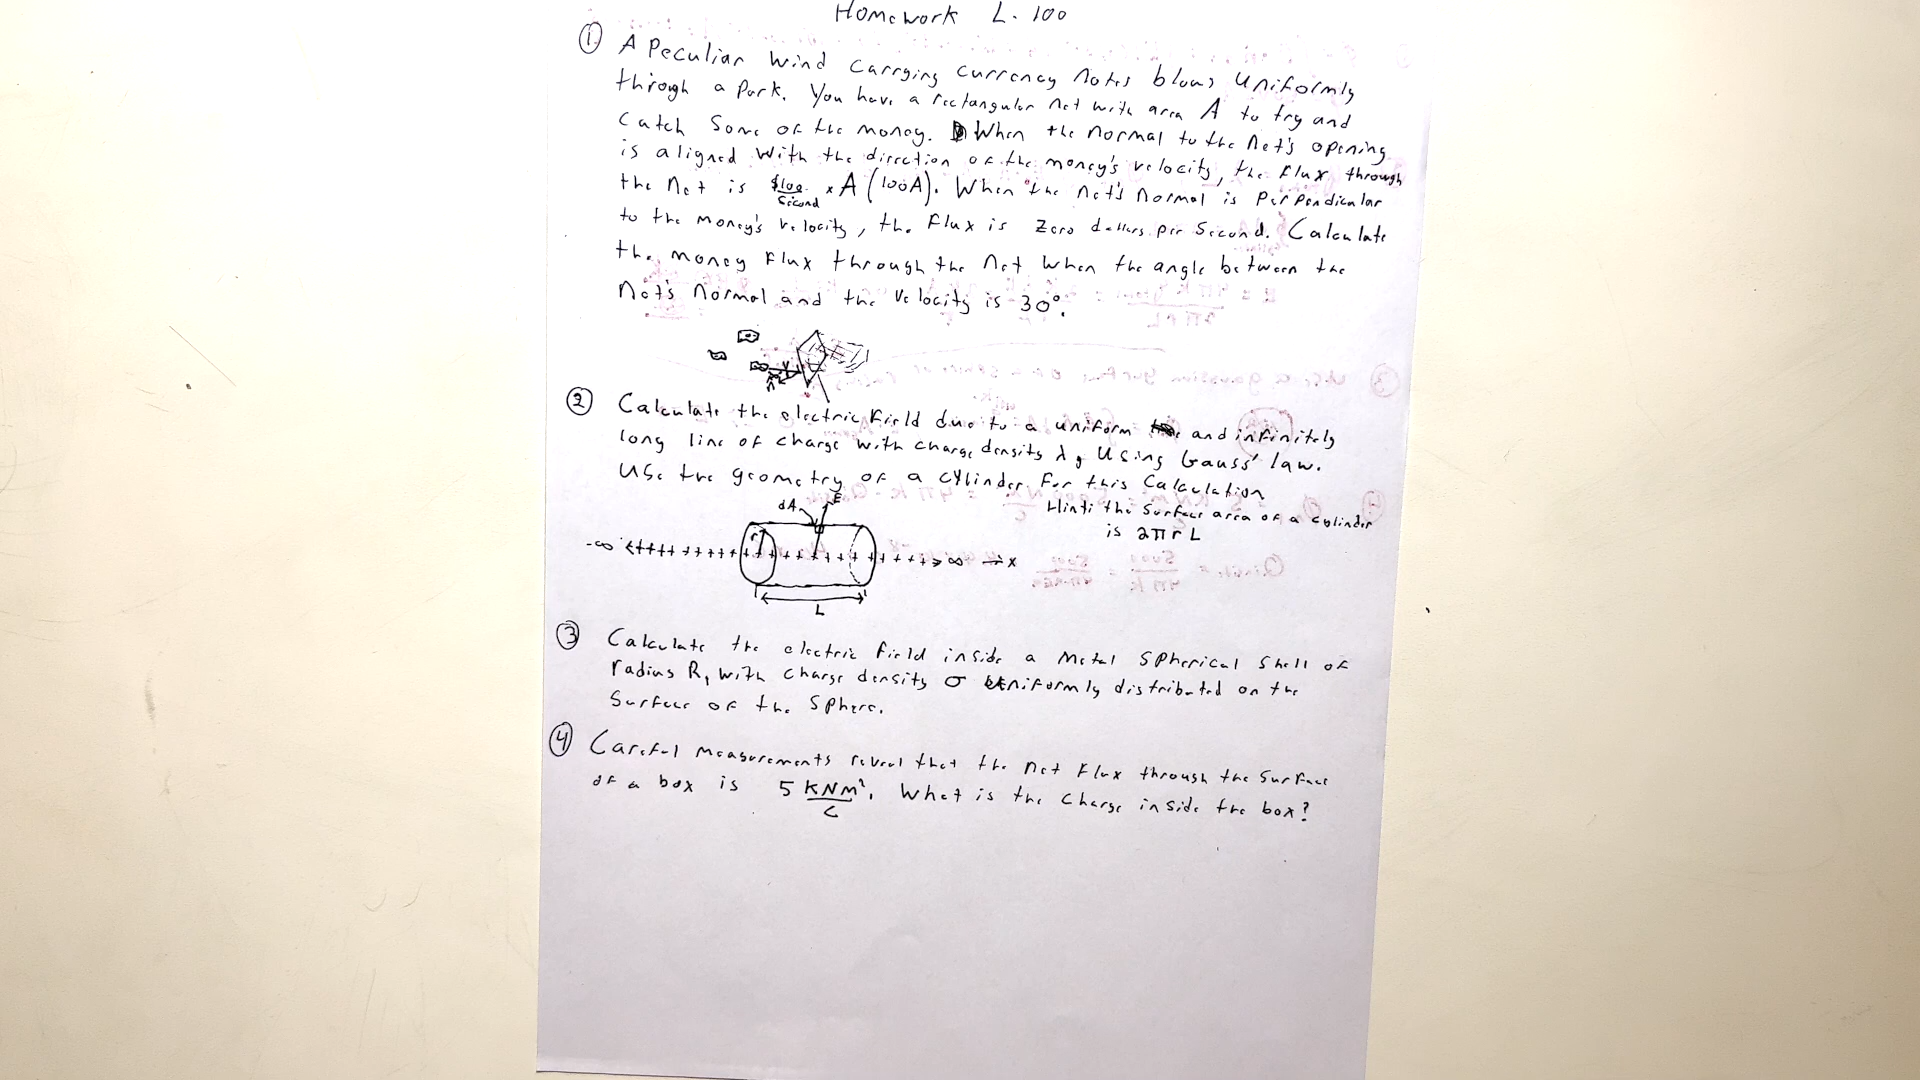 Homework L. 100
① A Peculiar wind carrying currency notes blows uniformly
through a park. You have a rectangular net with area A to try and
catch some of the money. When the normal to the net's opening
is aligned with the direction of the money's velocity, the flux through
the net is $100/second × A (100A). When the net's normal is perpendicular
to the money's velocity, the flux is zero dollars per second. Calculate
the money flux through the net when the angle between the
net's normal and the velocity is 30°.
v
n
② Calculate the electric field due to a uniform and infinitely
long line of charge with charge density λ, using Gauss' law.
Use the geometry of a cylinder for this calculation
Hint: the surface area of a cylinder
is 2πrL
dA E
r
-∞ <++++ +++++ ++++++ ++++> ∞ → x
L
③ Calculate the electric field inside a metal spherical shell of
radius R, with charge density σ uniformly distributed on the
surface of the sphere.
④ Careful measurements reveal that the net flux through the surface
of a box is 5 KNm²/C. What is the charge inside the box?